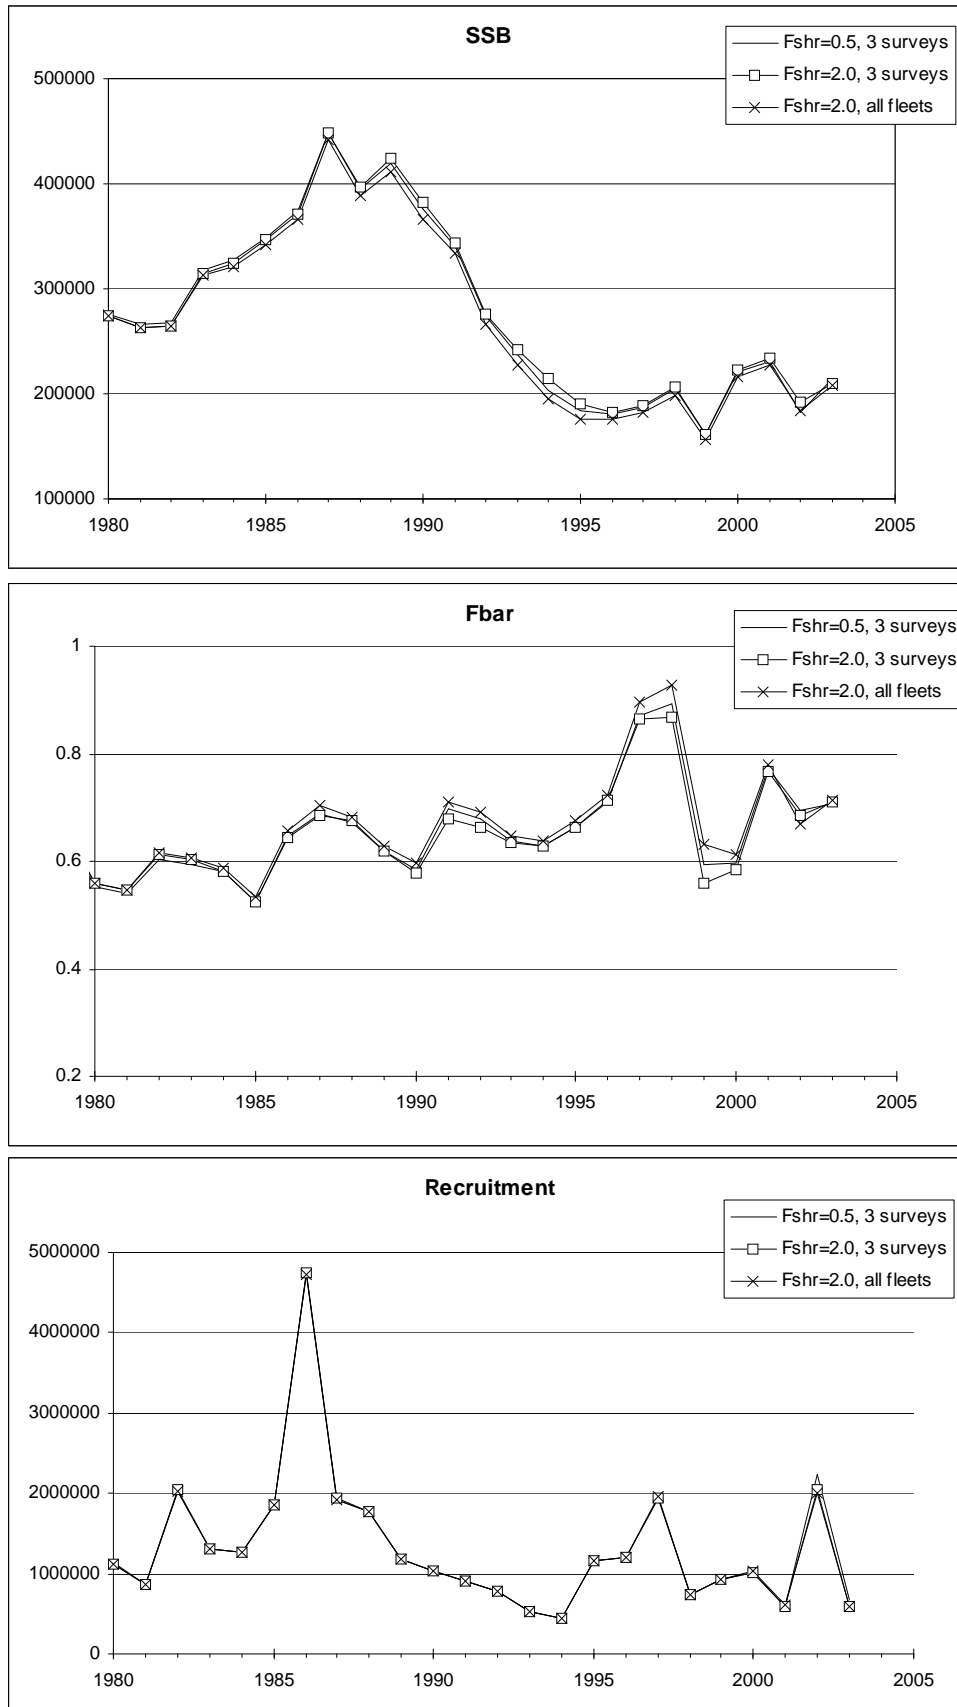 SSB
Fshr=0.5, 3 surveys
Fshr=2.0, 3 surveys
Fshr=2.0, all fleets
500000
400000
300000
200000
100000
1980 1985 1990 1995 2000 2005
Fbar
Fshr=0.5, 3 surveys
Fshr=2.0, 3 surveys
Fshr=2.0, all fleets
1
0.8
0.6
0.4
0.2
1980 1985 1990 1995 2000 2005
Recruitment
Fshr=0.5, 3 surveys
Fshr=2.0, 3 surveys
Fshr=2.0, all fleets
5000000
4000000
3000000
2000000
1000000
0
1980 1985 1990 1995 2000 2005